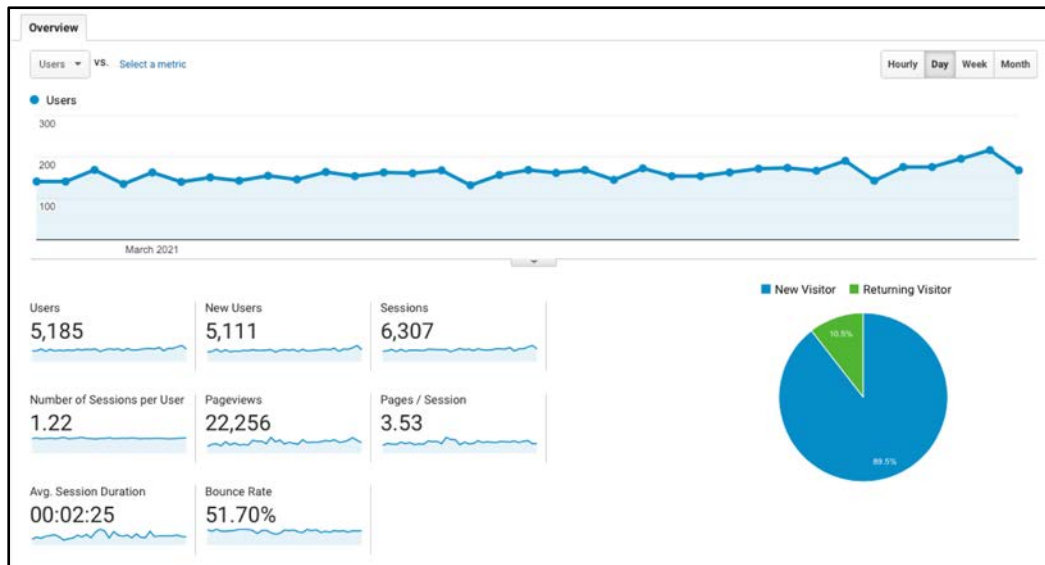 Overview
Users vs. Select a metric
Hourly Day Week Month
Users
300
200
100
March 2021
New Visitor Returning Visitor
Users New Users Sessions
5,185 5,111 6,307
10.5%
Number of Sessions per User Pageviews Pages / Session
1.22 22,256 3.53
89.5%
Avg. Session Duration Bounce Rate
00:02:25 51.70%